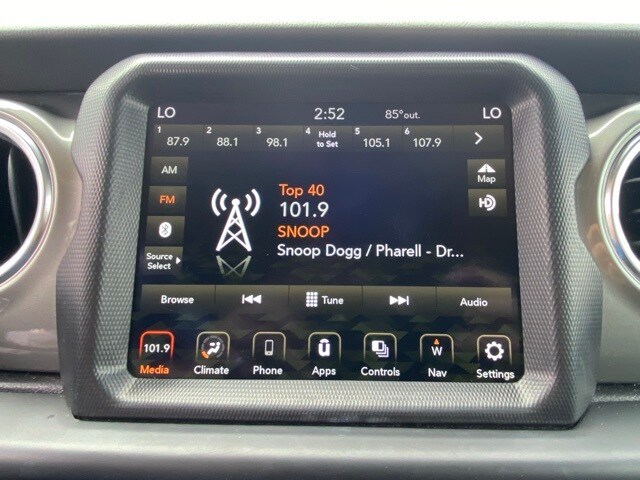 LO 2:52 85°out. LO
1 87.9 2 88.1 3 98.1 4 Hold to Set 5 105.1 6 107.9
AM
Map
FM
HD
Top 40
101.9
SNOOP
Snoop Dogg / Pharell - Dr...
Source
Select
Browse Tune Audio
101.9 U W
Media Climate Phone Apps Controls Nav Settings